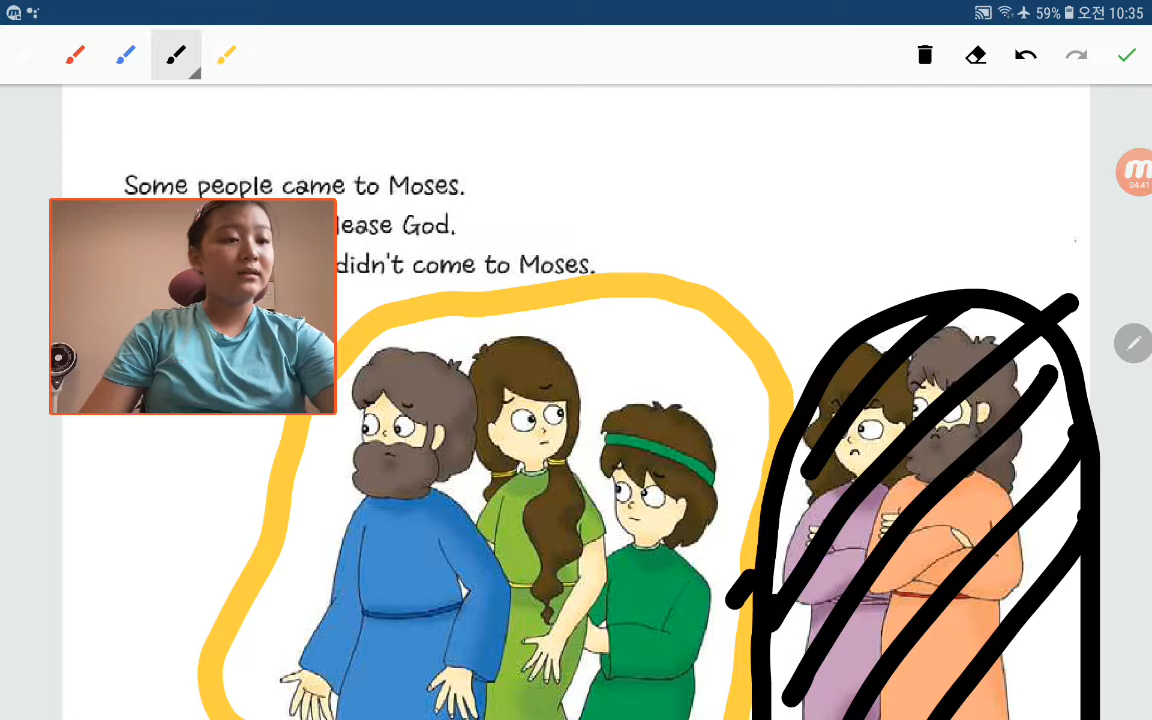 59% 오전 10:35
Some people came to Moses.
lease God.
didn't come to Moses.
04:41